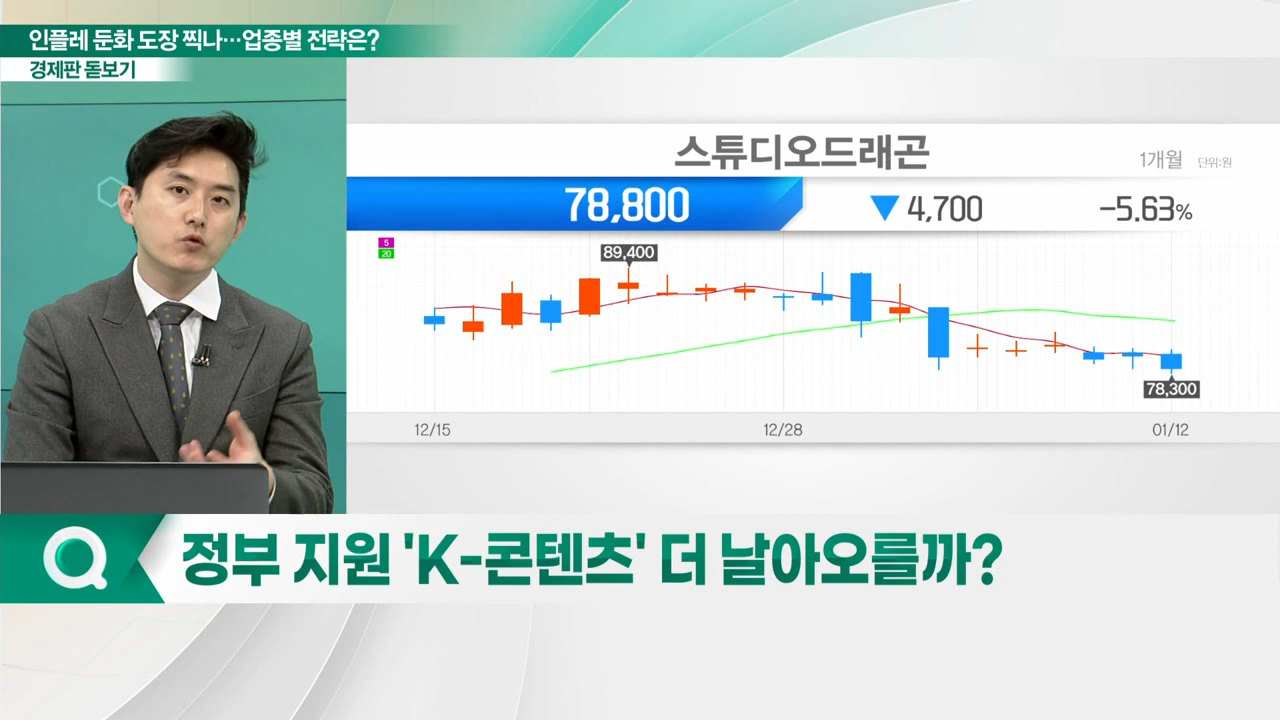 인플레 둔화 도장 찍나…업종별 전략은?
경제판 돋보기
스튜디오드래곤
1개월 단위:원
78,800 ▼ 4,700 -5.63%
5
20
89,400
78,300
12/15 12/28 01/12
Q 정부 지원 'K-콘텐츠' 더 날아오를까?